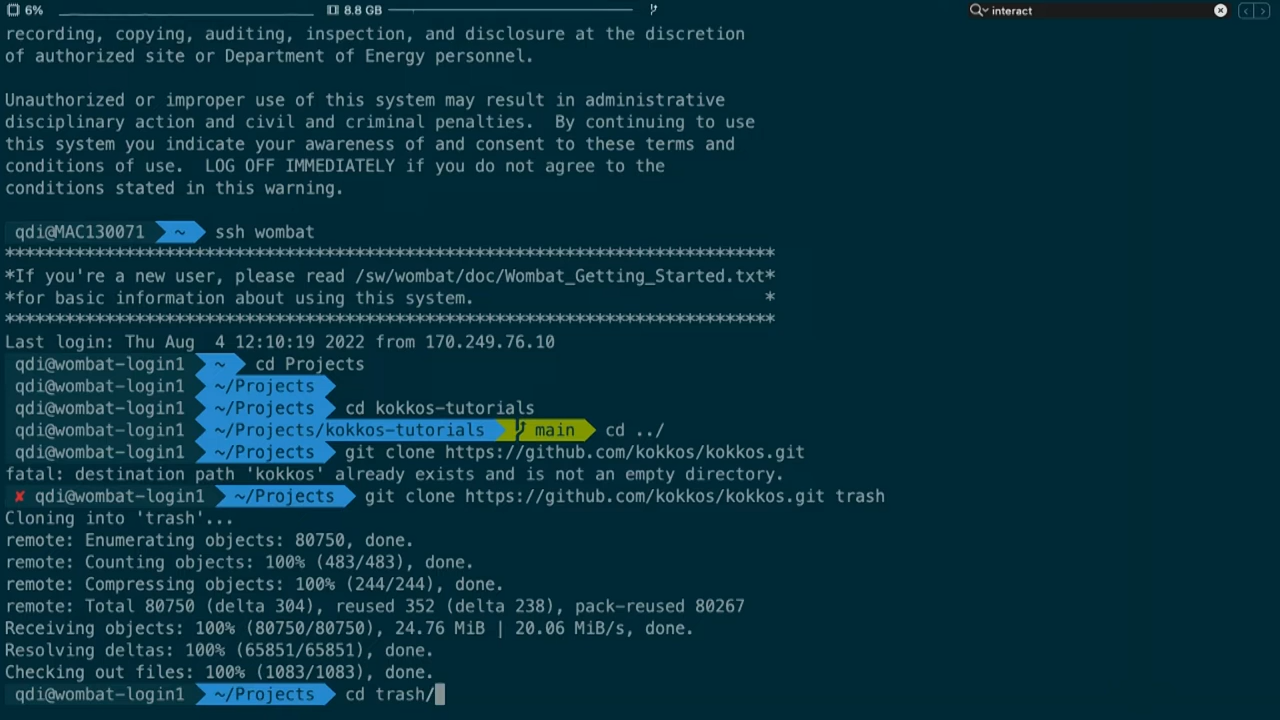 6% 8.8 GB interact
recording, copying, auditing, inspection, and disclosure at the discretion
of authorized site or Department of Energy personnel.
Unauthorized or improper use of this system may result in administrative
disciplinary action and civil and criminal penalties.  By continuing to use
this system you indicate your awareness of and consent to these terms and
conditions of use.  LOG OFF IMMEDIATELY if you do not agree to the
conditions stated in this warning.
qdi@MAC130071 ~ ssh wombat
*****************************************************************************
*If you're a new user, please read /sw/wombat/doc/Wombat_Getting_Started.txt*
*for basic information about using this system.                             *
*****************************************************************************
Last login: Thu Aug  4 12:10:19 2022 from 170.249.76.10
qdi@wombat-login1 ~ cd Projects
qdi@wombat-login1 ~/Projects
qdi@wombat-login1 ~/Projects cd kokkos-tutorials
qdi@wombat-login1 ~/Projects/kokkos-tutorials main cd ../
qdi@wombat-login1 ~/Projects git clone https://github.com/kokkos/kokkos.git
fatal: destination path 'kokkos' already exists and is not an empty directory.
✘ qdi@wombat-login1 ~/Projects git clone https://github.com/kokkos/kokkos.git trash
Cloning into 'trash'...
remote: Enumerating objects: 80750, done.
remote: Counting objects: 100% (483/483), done.
remote: Compressing objects: 100% (244/244), done.
remote: Total 80750 (delta 304), reused 352 (delta 238), pack-reused 80267
Receiving objects: 100% (80750/80750), 24.76 MiB | 20.06 MiB/s, done.
Resolving deltas: 100% (65851/65851), done.
Checking out files: 100% (1083/1083), done.
qdi@wombat-login1 ~/Projects cd trash/